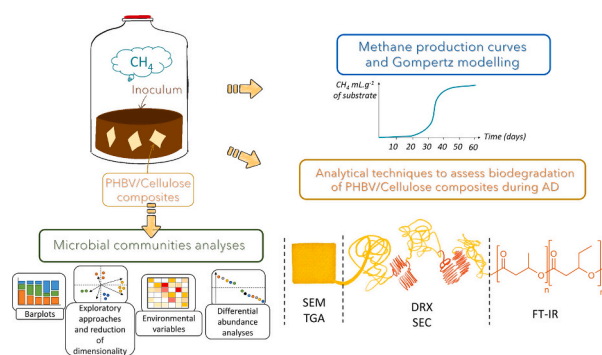 CH4
Inoculum
PHBV/Cellulose
composites
Methane production curves
and Gompertz modelling
CH4 mL.g-1
of substrate
Time (days)
10 20 30 40 50 60
Analytical techniques to assess biodegradation
of PHBV/Cellulose composites during AD
Microbial communities analyses
Barplots
Exploratory
approaches and
reduction of
dimensionality
Environmental
variables
Differential
abundance
analyses
SEM
TGA
DRX
SEC
O
O
O
O
n
n
FT-IR